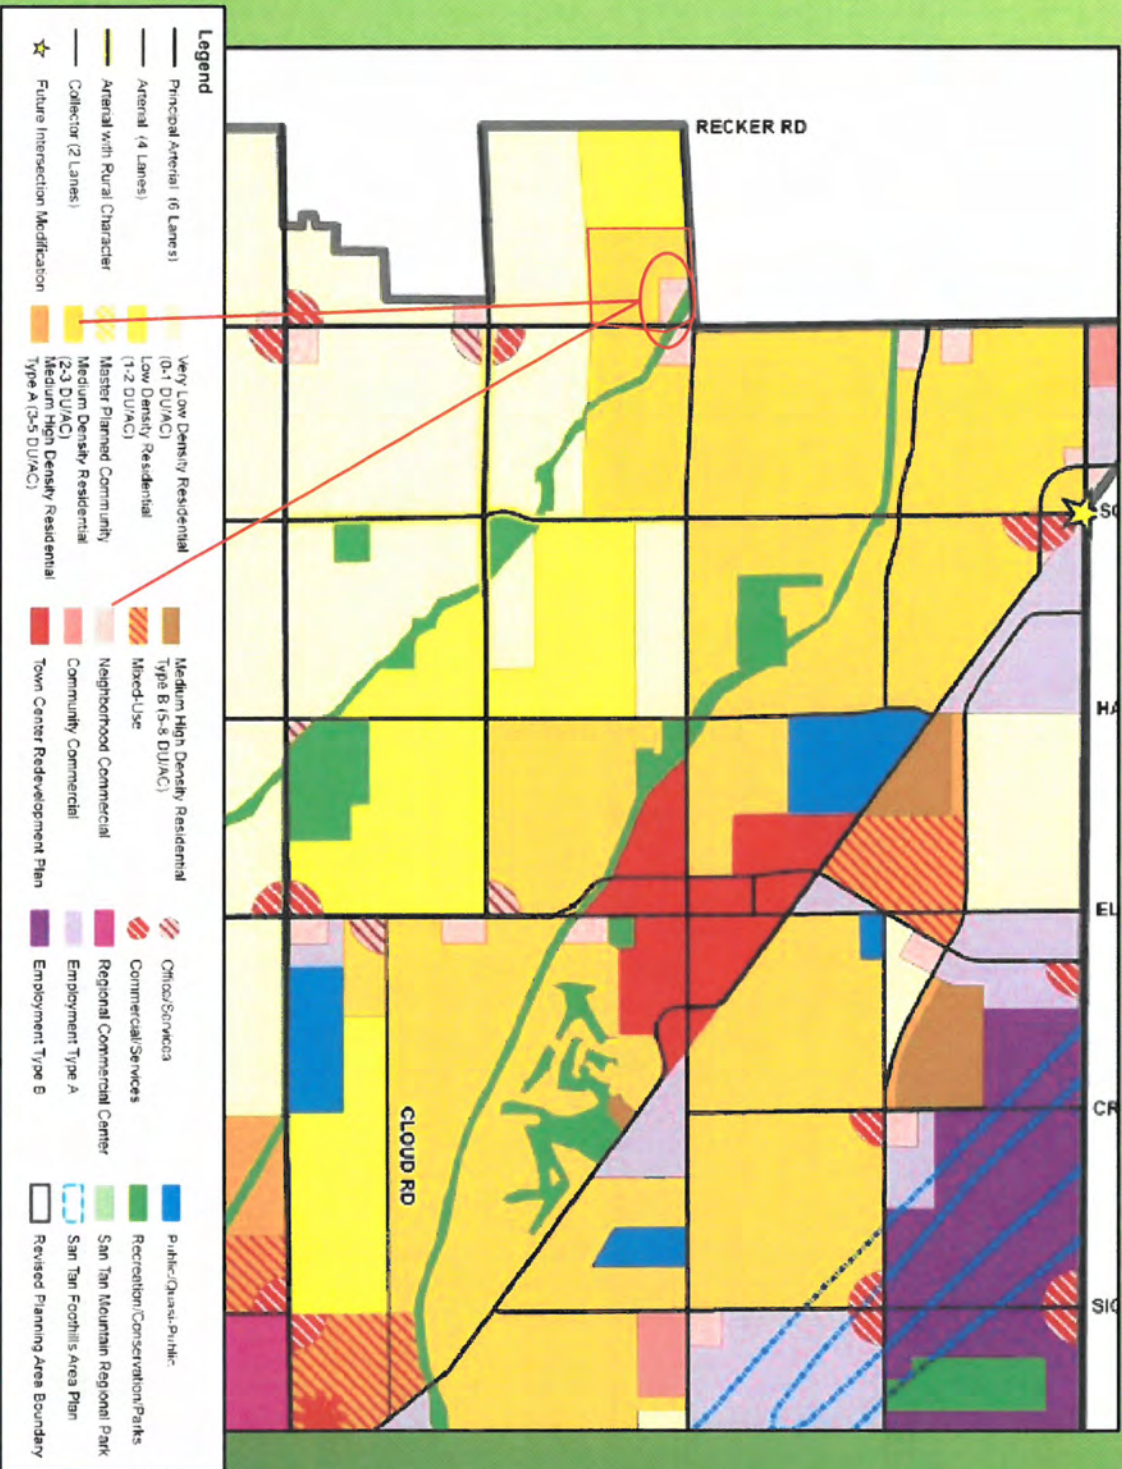 RECKER RD
SO
HA
EL
CR
SIG
CLOUD RD
Legend
Principal Arterial (6 Lanes)
Arterial (4 Lanes)
Arterial with Rural Character
Collector (2 Lanes)
Future Intersection Modification
Very Low Density Residential
(0-1 DU/AC)
Low Density Residential
(1-2 DU/AC)
Master Planned Community
Medium Density Residential
(2-3 DU/AC)
Medium High Density Residential
Type A (3-5 DU/AC)
Medium High Density Residential
Type B (5-8 DU/AC)
Mixed-Use
Neighborhood Commercial
Community Commercial
Town Center Redevelopment Plan
Office/Services
Commercial/Services
Regional Commercial Center
Employment Type A
Employment Type B
Public/Quasi-Public
Recreation/Conservation/Parks
San Tan Mountain Regional Park
San Tan Foothills Area Plan
Revised Planning Area Boundary